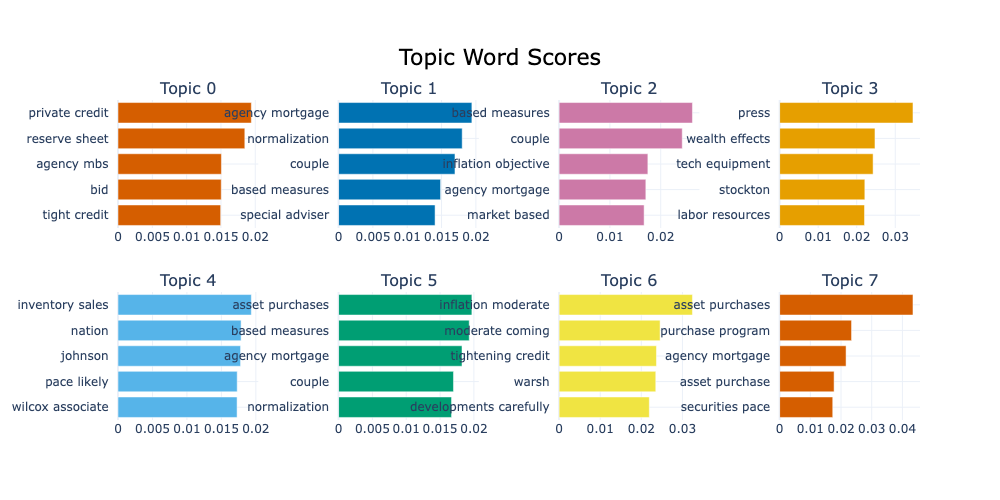 Topic Word Scores
Topic 0
private credit
reserve sheet
agency mbs
bid
tight credit
0 0.005 0.01 0.015 0.02
Topic 1
agency mortgage
normalization
couple
based measures
special adviser
0 0.005 0.01 0.015 0.02
Topic 2
based measures
couple
inflation objective
agency mortgage
market based
0 0.01 0.02
Topic 3
press
wealth effects
tech equipment
stockton
labor resources
0 0.01 0.02 0.03
Topic 4
inventory sales
nation
johnson
pace likely
wilcox associate
0 0.005 0.01 0.015 0.02
Topic 5
asset purchases
based measures
agency mortgage
couple
normalization
0 0.005 0.01 0.015 0.02
Topic 6
inflation moderate
moderate coming
tightening credit
warsh
developments carefully
0 0.01 0.02 0.03
Topic 7
asset purchases
purchase program
agency mortgage
asset purchase
securities pace
0 0.01 0.02 0.03 0.04